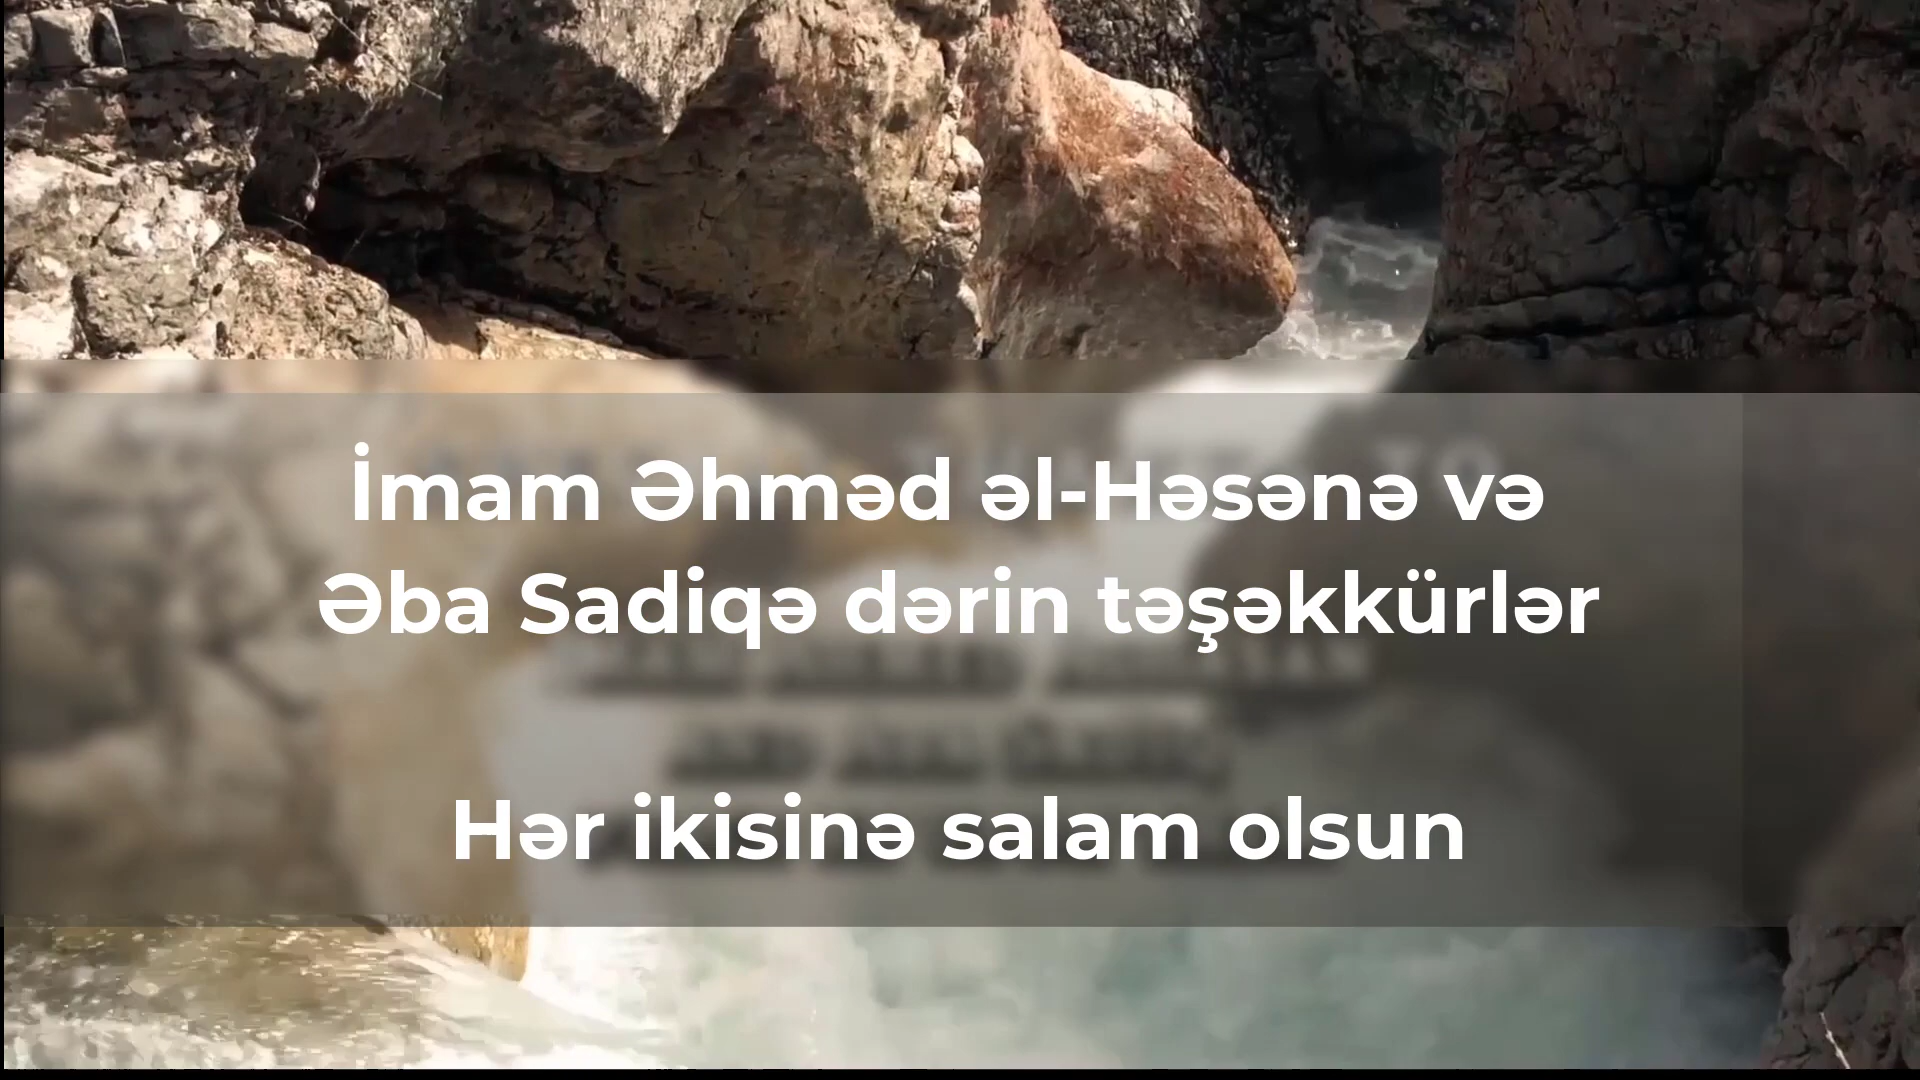 İmam Əhməd əl-Həsənə və
Əba Sadiqə dərin təşəkkürlər
Hər ikisinə salam olsun